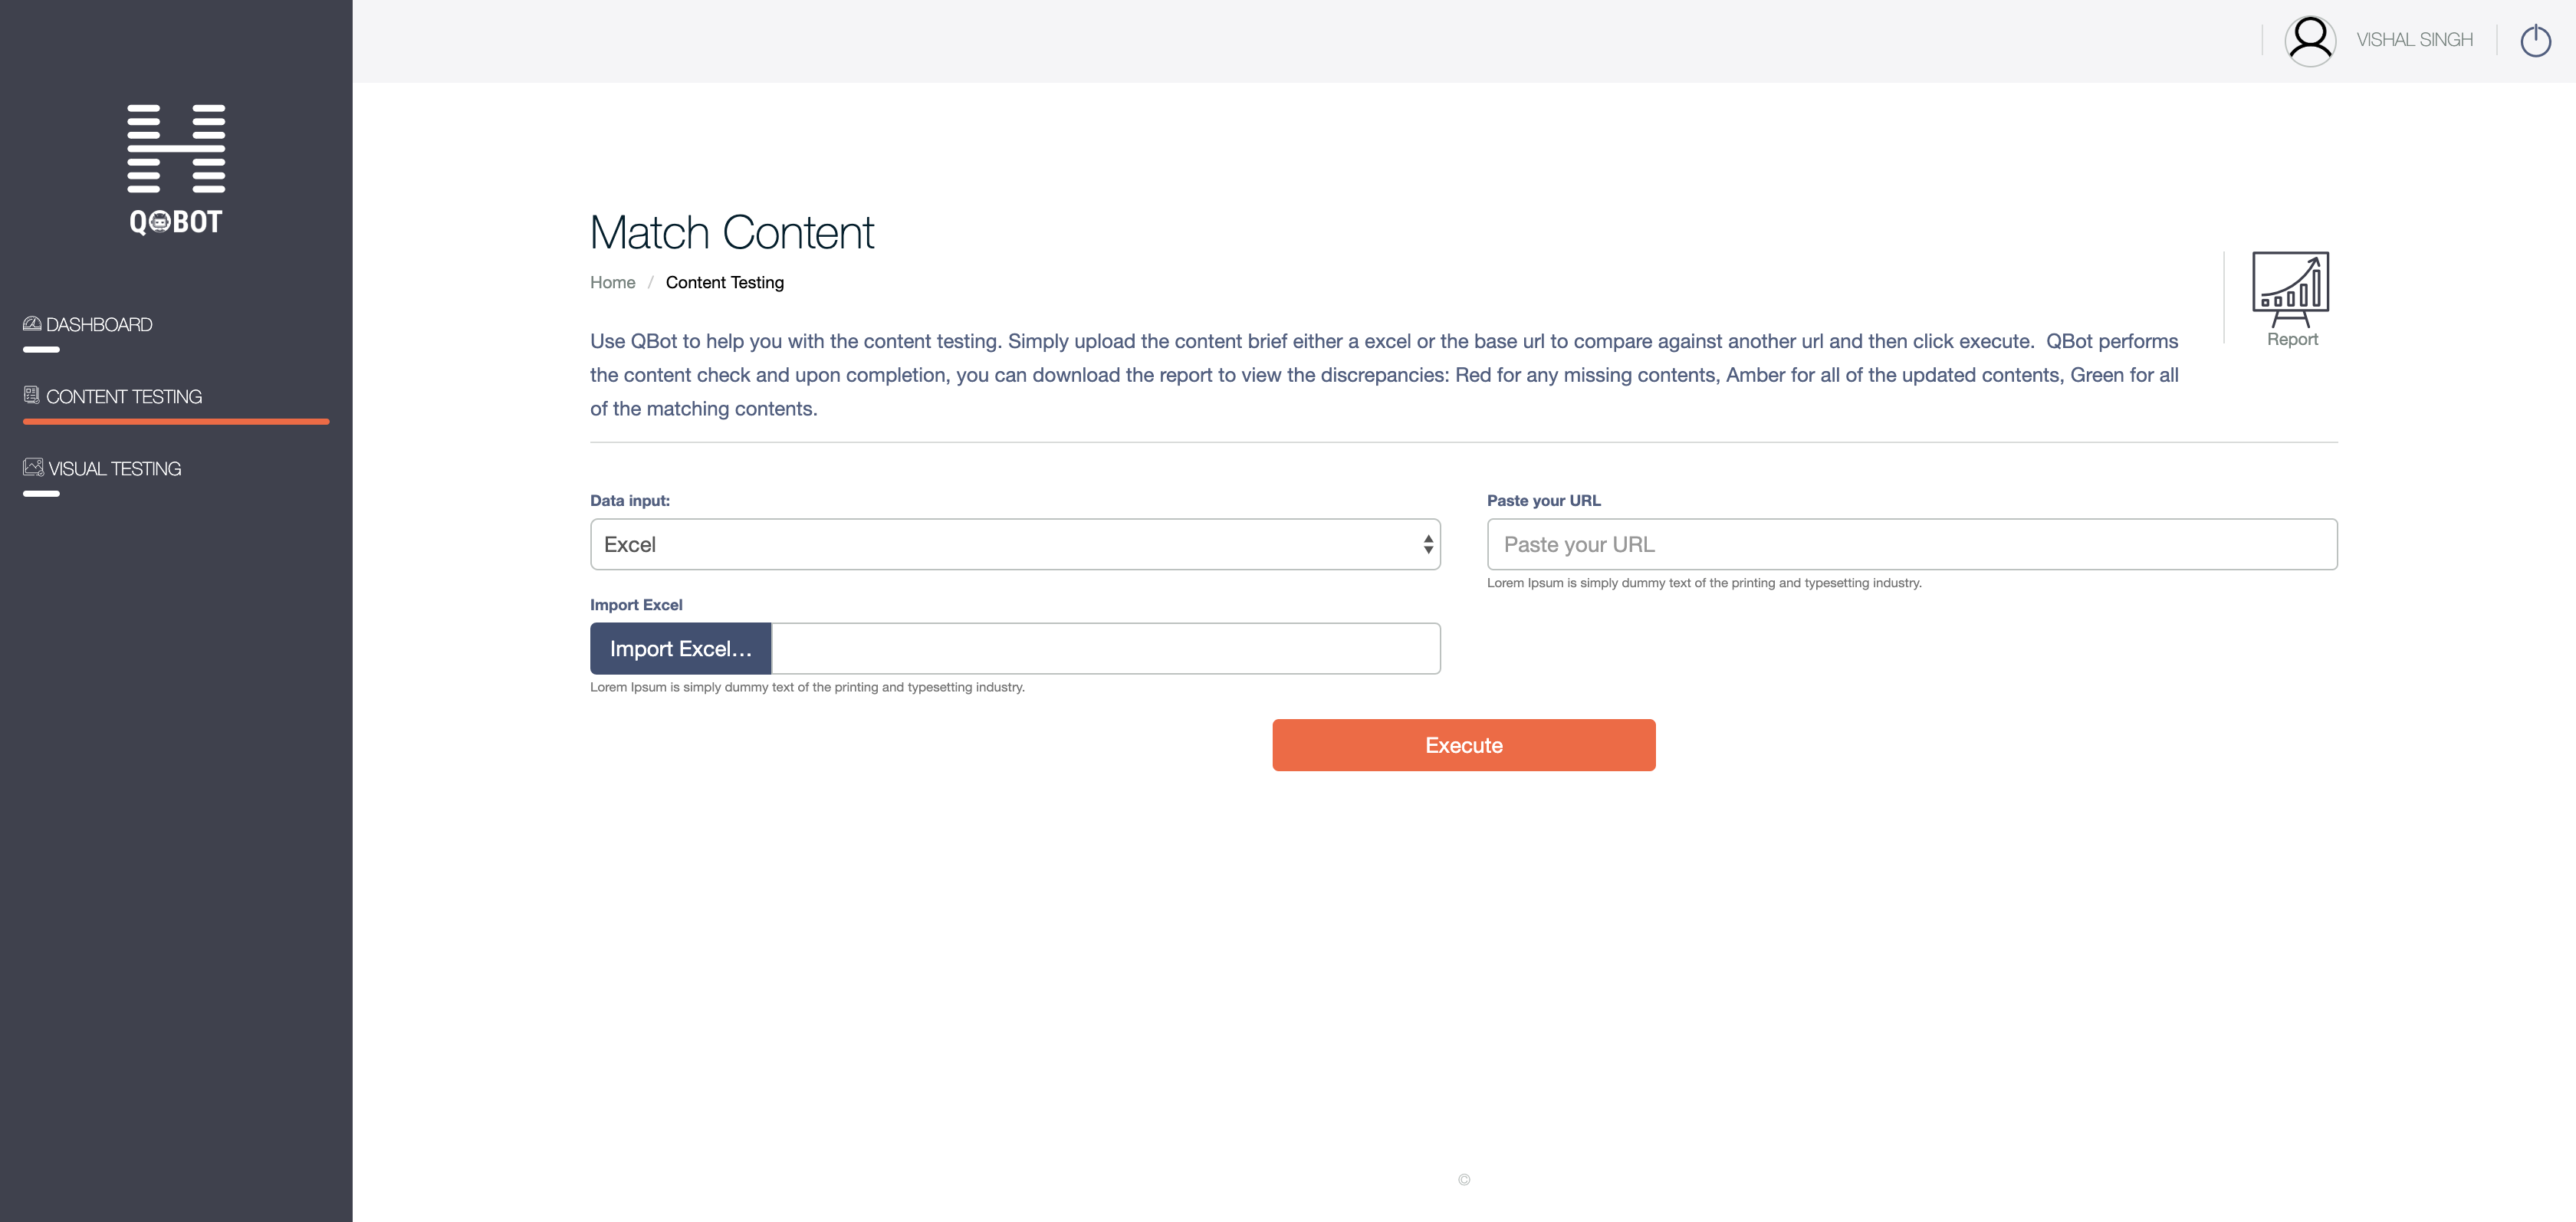 VISHAL SINGH
QBOT
DASHBOARD
CONTENT TESTING
VISUAL TESTING
Match Content
Home / Content Testing
Report
Use QBot to help you with the content testing. Simply upload the content brief either a excel or the base url to compare against another url and then click execute.  QBot performs
the content check and upon completion, you can download the report to view the discrepancies: Red for any missing contents, Amber for all of the updated contents, Green for all
of the matching contents.
Data input:
Excel
Import Excel
Import Excel...
Lorem Ipsum is simply dummy text of the printing and typesetting industry.
Paste your URL
Paste your URL
Lorem Ipsum is simply dummy text of the printing and typesetting industry.
Execute
©